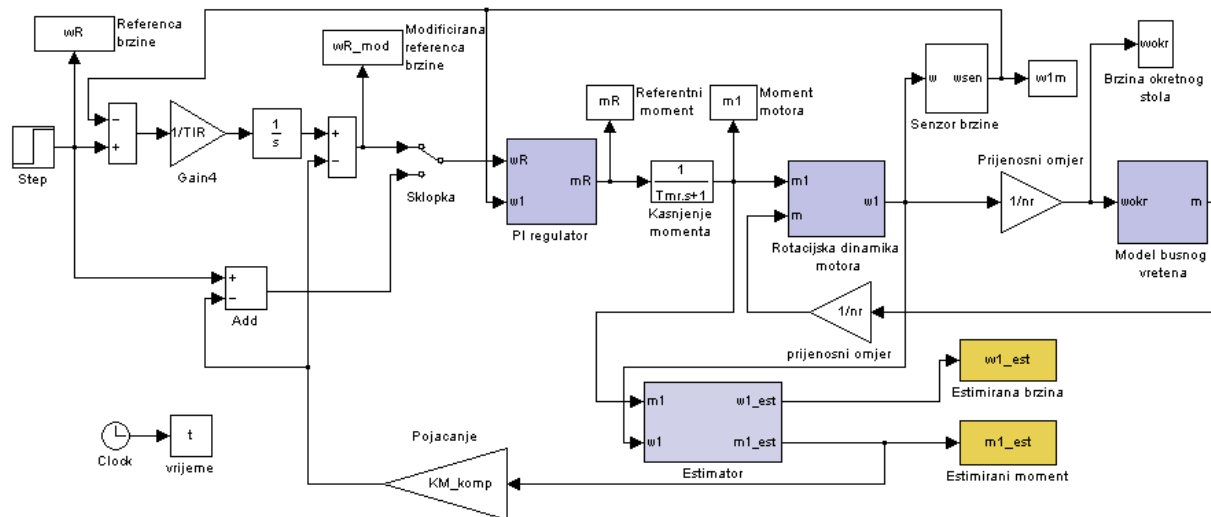 wR
Referenca
brzine
wR_mod
Modificirana
referenca
brzine
Step
−
+
1/TIR
Gain4
1
s
+
−
Sklopka
wR
w1
mR
PI regulator
mR
Referentni
moment
1
Tmr.s+1
Kasnjenje
momenta
m1
Moment
motora
m1
m
w1
Rotacijska dinamika
motora
w
wsen
Senzor brzine
w1m
wokr
Brzina okretnog
stola
Prijenosni omjer
1/nr
wokr
m
Model busnog
vretena
+
−
Add
1/nr
prijenosni omjer
m1
w1
w1_est
m1_est
Estimator
w1_est
Estimirana brzina
m1_est
Estimirani moment
Clock
t
vrijeme
Pojacanje
KM_komp